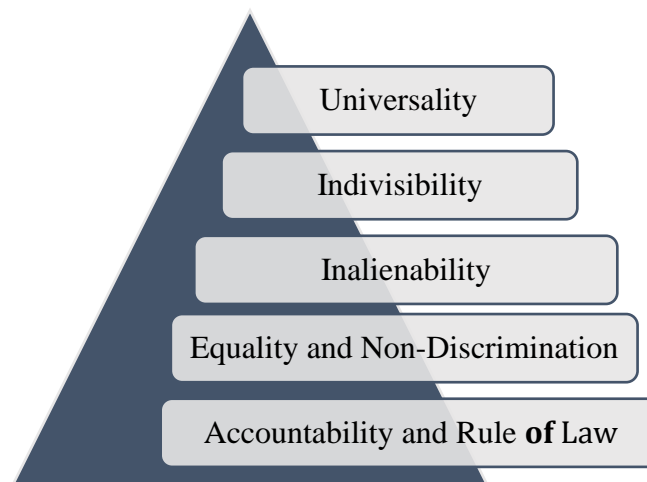 Universality
Indivisibility
Inalienability
Equality and Non-Discrimination
Accountability and Rule of Law